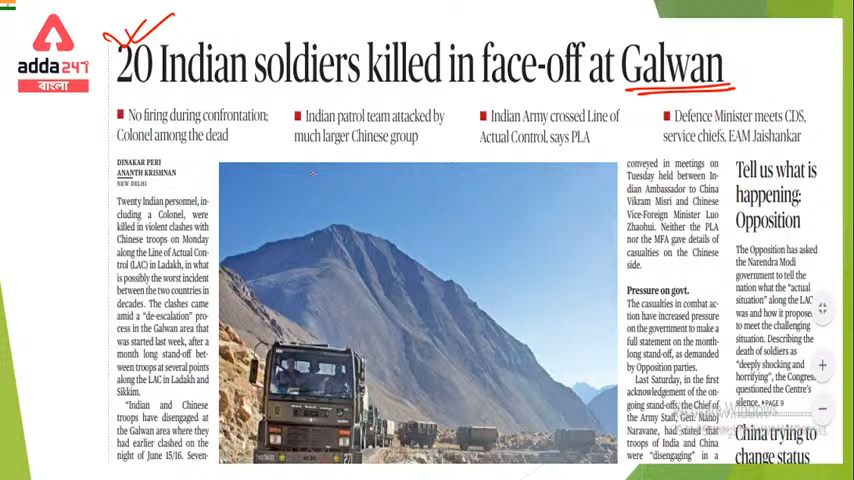 adda247
বাংলা
20 Indian soldiers killed in face-off at Galwan
No firing during confrontation;
Colonel among the dead
Indian patrol team attacked by
much larger Chinese group
Indian Army crossed Line of
Actual Control, says PLA
Defence Minister meets CDS,
service chiefs, EAM Jaishankar
DINAKAR PERI
ANANTH KRISHNAN
NEW DELHI
Twenty Indian personnel, in-
cluding a Colonel, were
killed in violent clashes with
Chinese troops on Monday
along the Line of Actual Con-
trol (LAC) in Ladakh, in what
is possibly the worst incident
between the two countries in
decades. The clashes came
amid a “de-escalation” pro-
cess in the Galwan area that
was started last week, after a
month long stand-off bet-
ween troops at several points
along the LAC in Ladakh and
Sikkim.
“Indian and Chinese
troops have disengaged at
the Galwan area where they
had earlier clashed on the
night of June 15/16. Seven-
conveyed in meetings on
Tuesday held between In-
dian Ambassador to China
Vikram Misri and Chinese
Vice-Foreign Minister Luo
Zhaohui. Neither the PLA
nor the MFA gave details of
casualties on the Chinese
side.
Pressure on govt.
The casualties in combat ac-
tion have increased pressure
on the government to make a
full statement on the month-
long stand-off, as demanded
by Opposition parties.
Last Saturday, in the first
acknowledgement of the on-
going stand-offs, the Chief of
the Army Staff, Gen. Manoj
Naravane, had stated that
troops of India and China
were “disengaging” in a
Tell us what is
happening:
Opposition
The Opposition has asked
the Narendra Modi
government to tell the
nation what the “actual
situation” along the LAC
was and how it proposes
to meet the challenging
situation. Describing the
death of soldiers as
“deeply shocking and
horrifying”, the Congress
questioned the Centre's
silence. PAGE 9
China trying to
change status